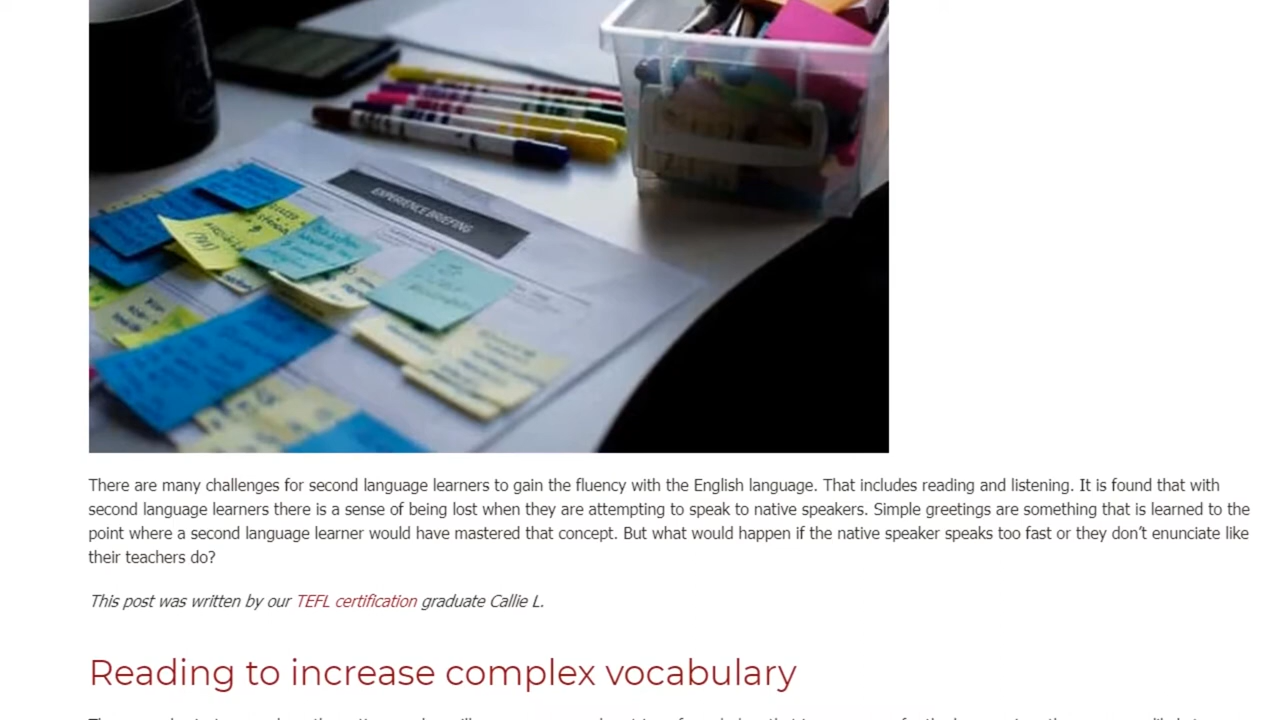 EXPERIENCE BRIEFING
There are many challenges for second language learners to gain the fluency with the English language. That includes reading and listening. It is found that with
second language learners there is a sense of being lost when they are attempting to speak to native speakers. Simple greetings are something that is learned to the
point where a second language learner would have mastered that concept. But what would happen if the native speaker speaks too fast or they don’t enunciate like
their teachers do?
This post was written by our TEFL certification graduate Callie L.
Reading to increase complex vocabulary